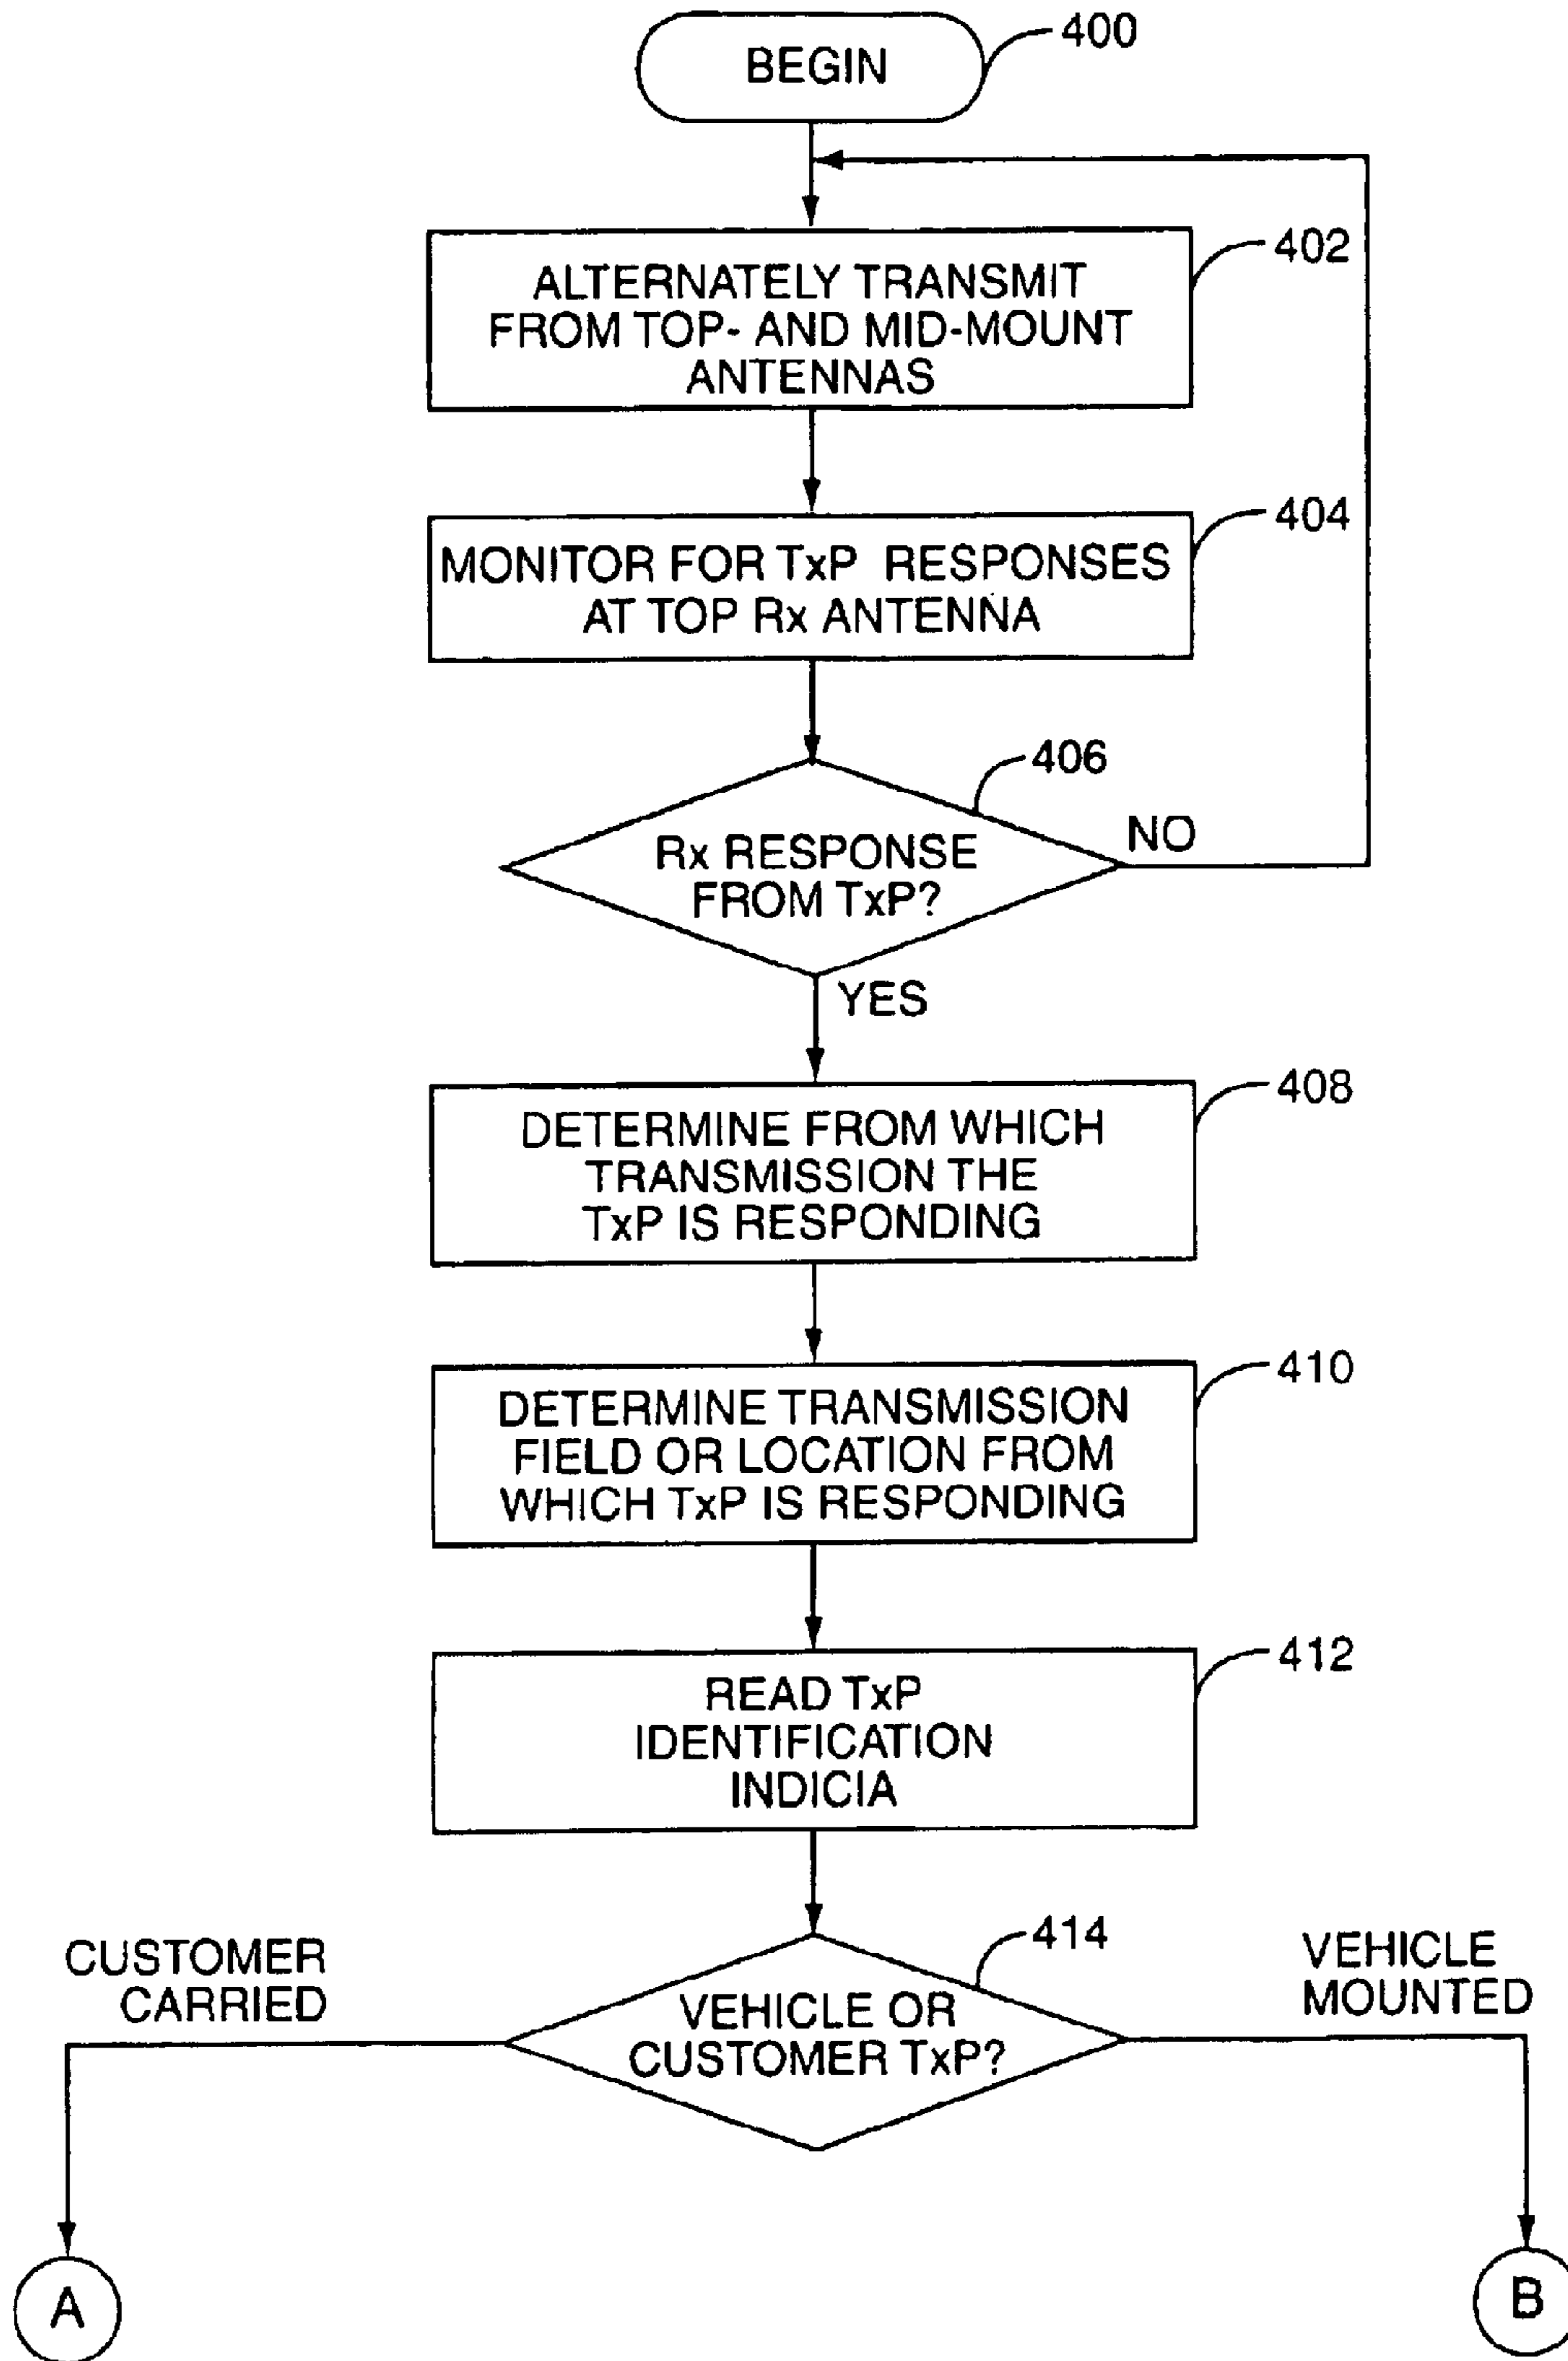 BEGIN
400
402
ALTERNATELY TRANSMIT
FROM TOP- AND MID-MOUNT
ANTENNAS
404
MONITOR FOR TxP RESPONSES
AT TOP Rx ANTENNA
406
Rx RESPONSE
FROM TxP?
NO
YES
408
DETERMINE FROM WHICH
TRANSMISSION THE
TxP IS RESPONDING
410
DETERMINE TRANSMISSION
FIELD OR LOCATION FROM
WHICH TxP IS RESPONDING
412
READ TxP
IDENTIFICATION
INDICIA
414
CUSTOMER
CARRIED
VEHICLE OR
CUSTOMER TxP?
VEHICLE
MOUNTED
A
B